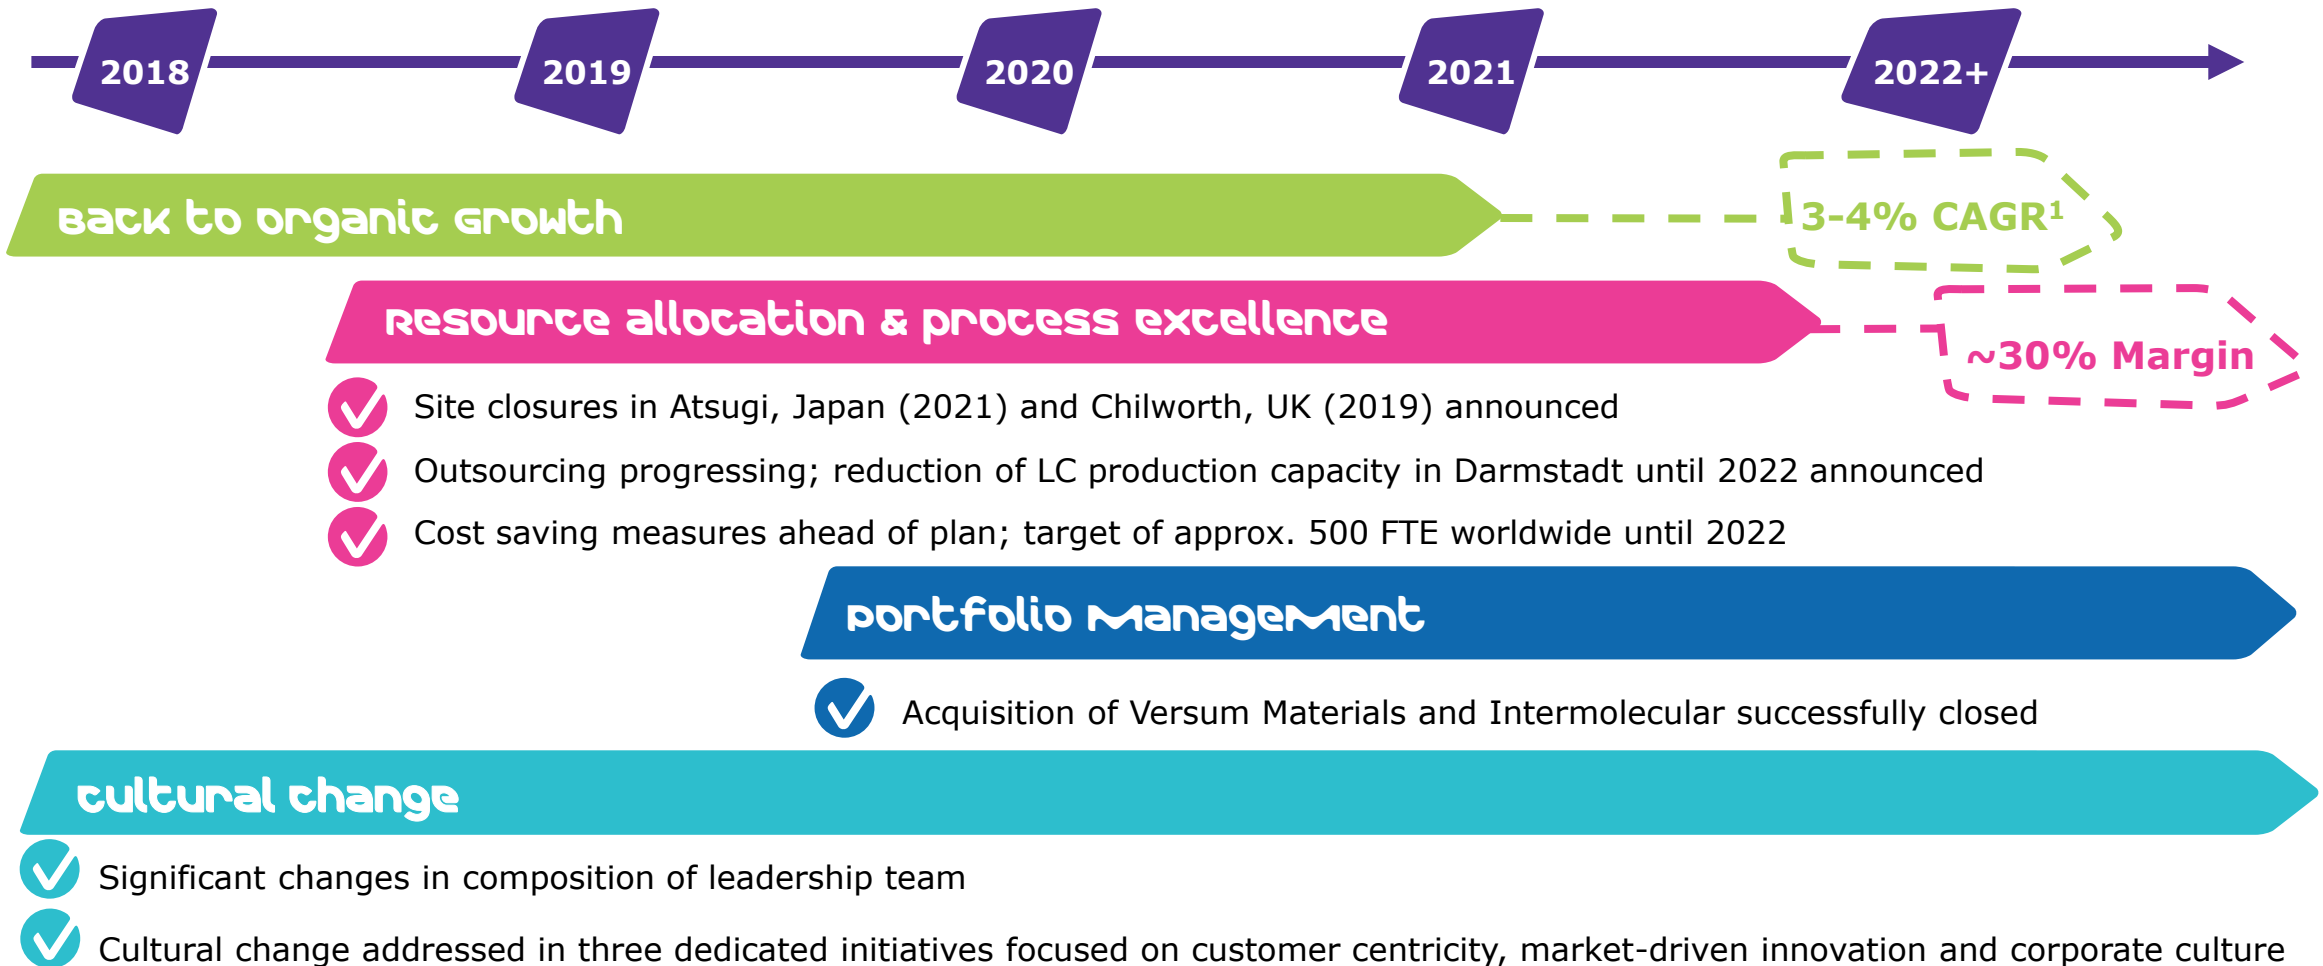 2018
2019
2020
2021
2022+
Back to Organic Growth
3-4% CAGR¹
Resource allocation & process excellence
~30% Margin
Site closures in Atsugi, Japan (2021) and Chilworth, UK (2019) announced
Outsourcing progressing; reduction of LC production capacity in Darmstadt until 2022 announced
Cost saving measures ahead of plan; target of approx. 500 FTE worldwide until 2022
Portfolio Management
Acquisition of Versum Materials and Intermolecular successfully closed
Cultural change
Significant changes in composition of leadership team
Cultural change addressed in three dedicated initiatives focused on customer centricity, market-driven innovation and corporate culture